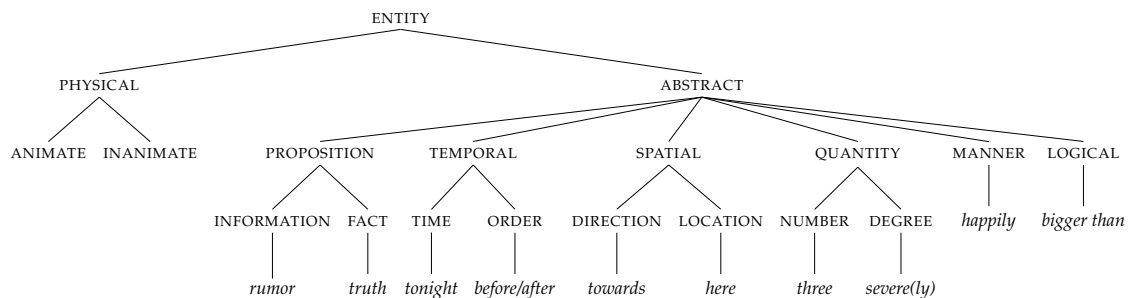 ENTITY
PHYSICAL ABSTRACT
ANIMATE INANIMATE PROPOSITION TEMPORAL SPATIAL QUANTITY MANNER LOGICAL
INFORMATION FACT TIME ORDER DIRECTION LOCATION NUMBER DEGREE happily bigger than
rumor truth tonight before/after towards here three severe(ly)